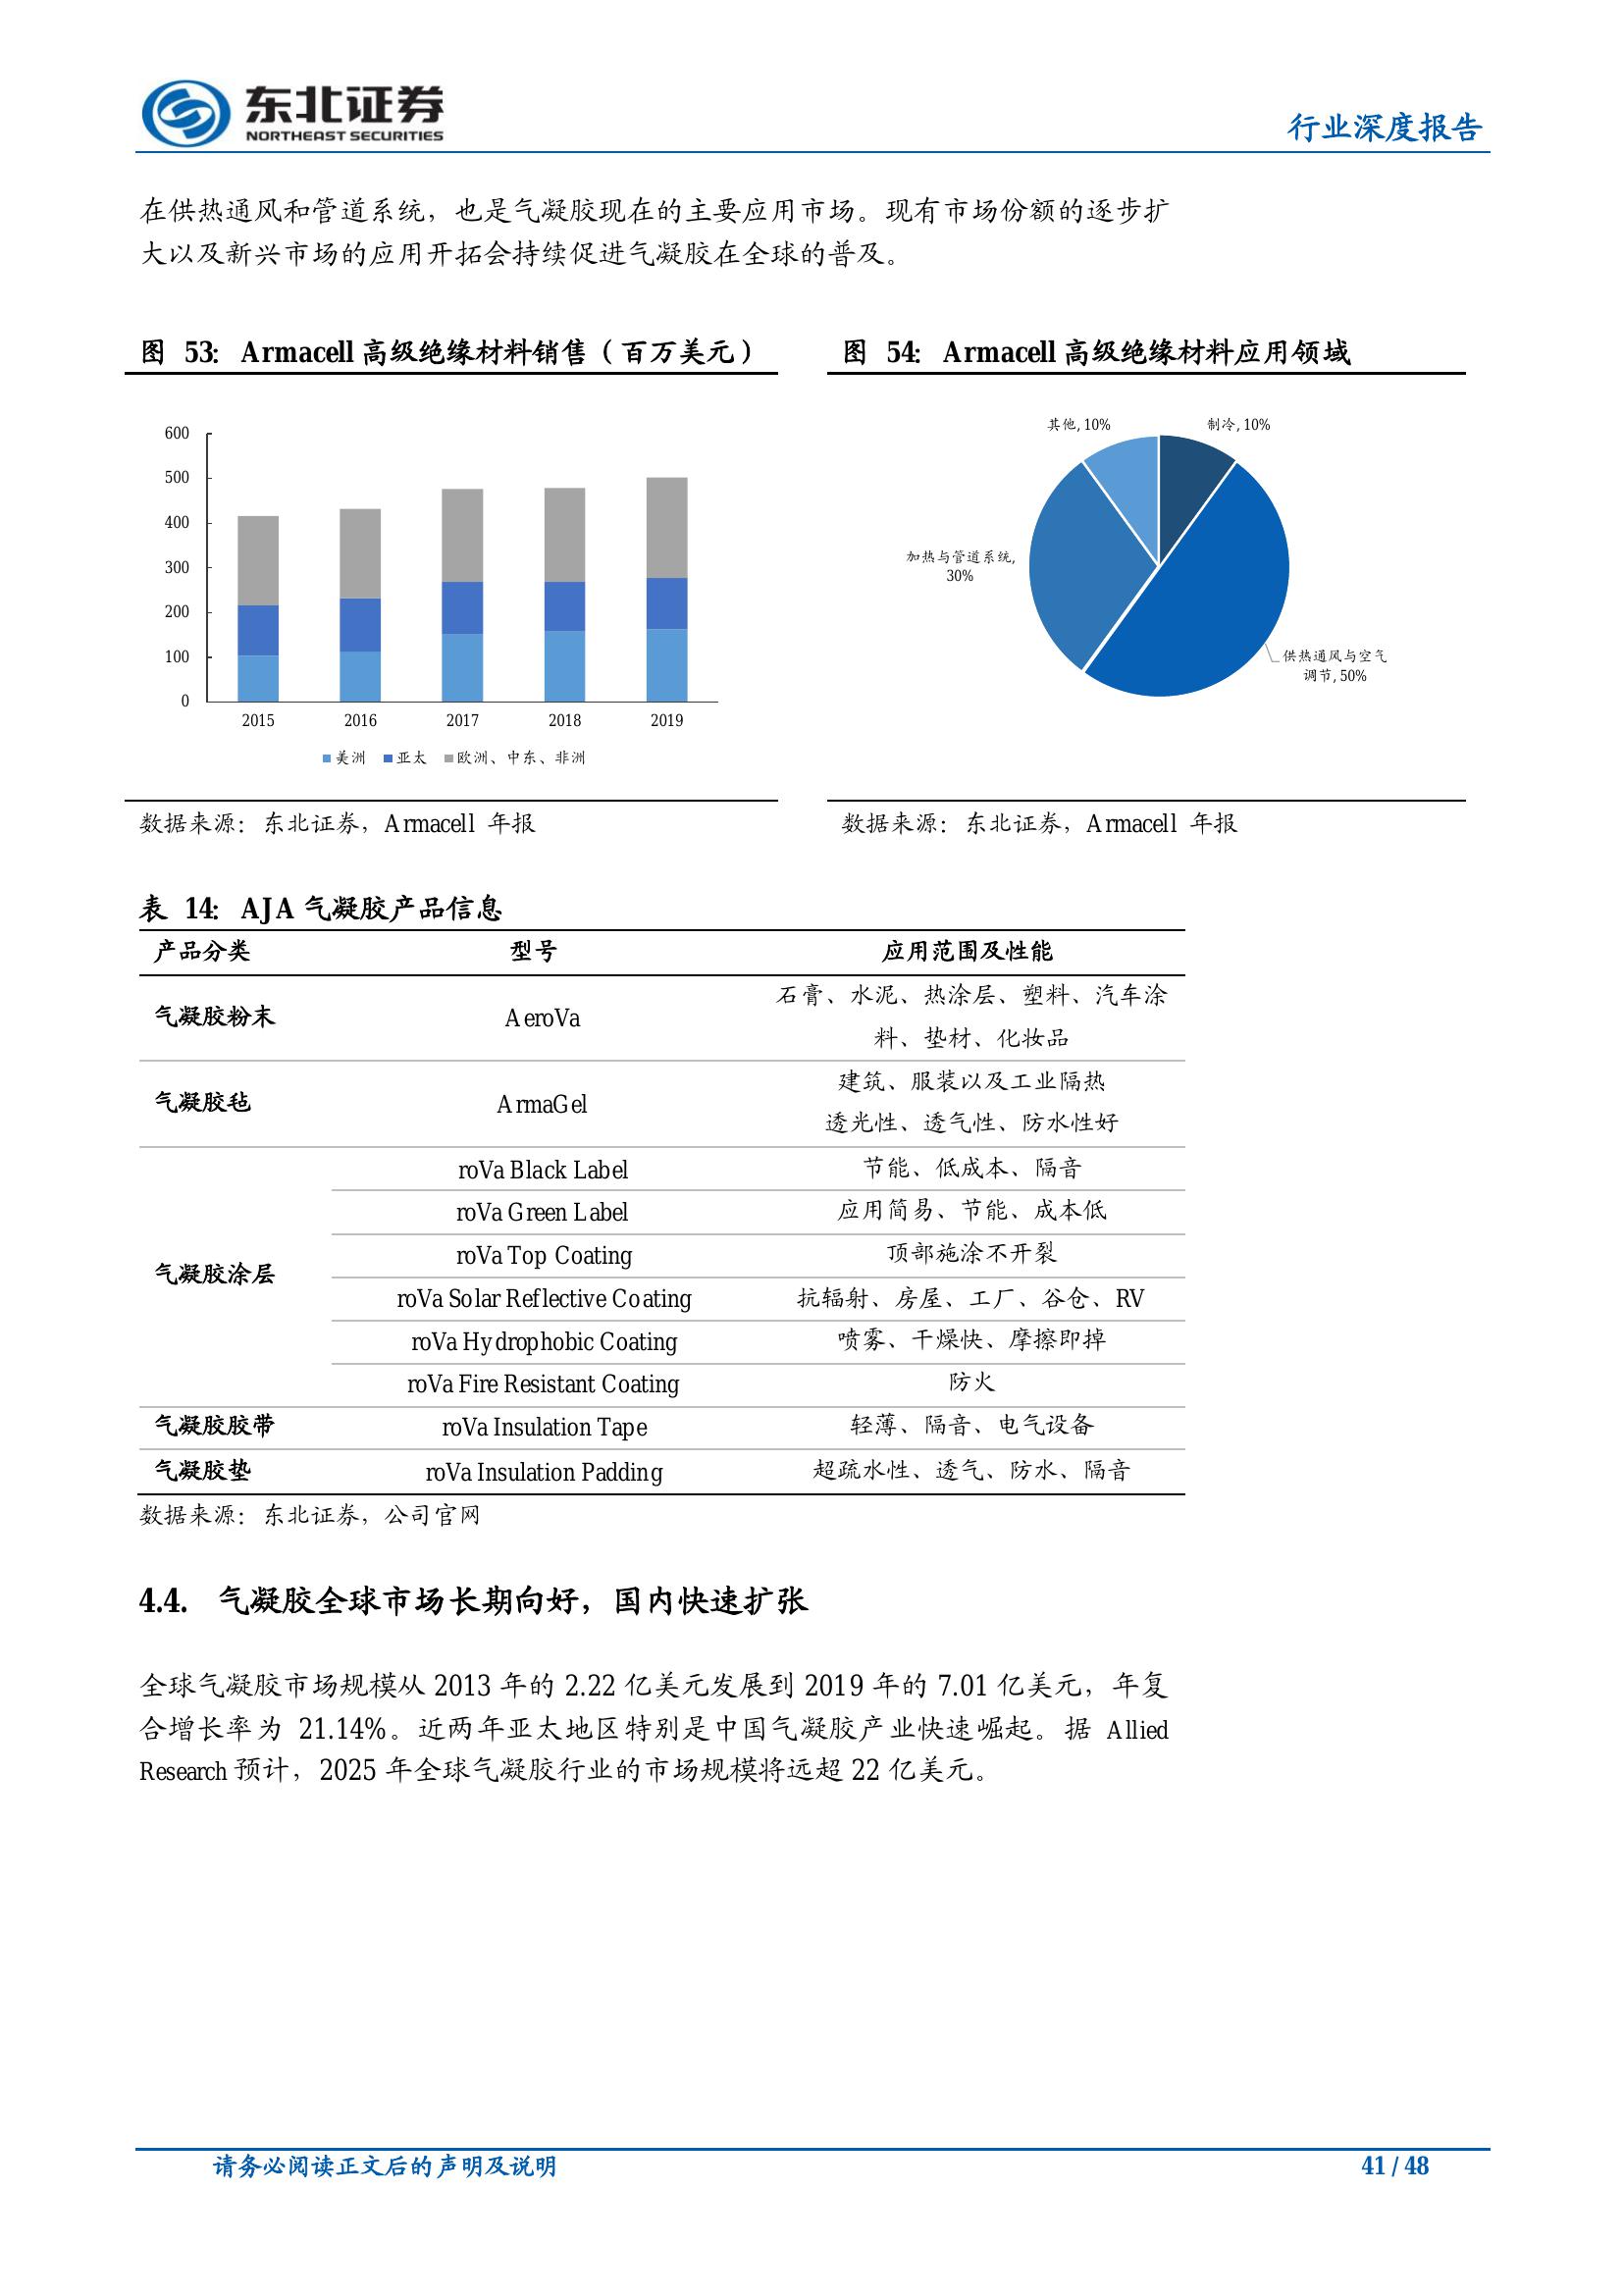 东北证券
NORTHEAST SECURITIES
行业深度报告
在供热通风和管道系统，也是气凝胶现在的主要应用市场。现有市场份额的逐步扩
大以及新兴市场的应用开拓会持续促进气凝胶在全球的普及。
图 53： Armacell 高级绝缘材料销售（百万美元）
600
500
400
300
200
100
0
2015 2016 2017 2018 2019
美洲 亚太 欧洲、中东、非洲
数据来源：东北证券，Armacell 年报
图 54： Armacell 高级绝缘材料应用领域
其他, 10%
制冷, 10%
加热与管道系统,
30%
供热通风与空气
调节, 50%
数据来源：东北证券，Armacell 年报
表 14： AJA 气凝胶产品信息
产品分类 型号 应用范围及性能
气凝胶粉末 AeroVa 石膏、水泥、热涂层、塑料、汽车涂
料、垫材、化妆品
气凝胶毡 ArmaGel 建筑、服装以及工业隔热
透光性、透气性、防水性好
气凝胶涂层
roVa Black Label 节能、低成本、隔音
roVa Green Label 应用简易、节能、成本低
roVa Top Coating 顶部施涂不开裂
roVa Solar Reflective Coating 抗辐射、房屋、工厂、谷仓、RV
roVa Hydrophobic Coating 喷雾、干燥快、摩擦即掉
roVa Fire Resistant Coating 防火
气凝胶胶带 roVa Insulation Tape 轻薄、隔音、电气设备
气凝胶垫 roVa Insulation Padding 超疏水性、透气、防水、隔音
数据来源：东北证券，公司官网
4.4. 气凝胶全球市场长期向好，国内快速扩张
全球气凝胶市场规模从 2013 年的 2.22 亿美元发展到 2019 年的 7.01 亿美元，年复
合增长率为 21.14%。近两年亚太地区特别是中国气凝胶产业快速崛起。据 Allied
Research 预计，2025 年全球气凝胶行业的市场规模将远超 22 亿美元。
请务必阅读正文后的声明及说明
41 / 48